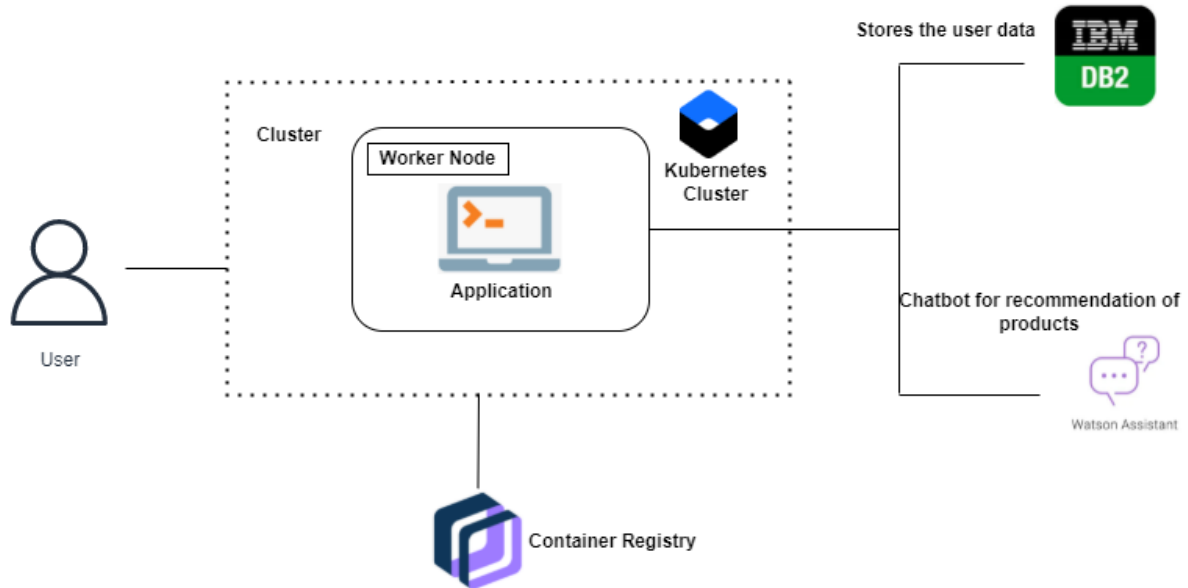 Stores the user data
IBM
DB2
Cluster
Worker Node
Kubernetes
Cluster
Application
User
Chatbot for recommendation of
products
?
Watson Assistant
Container Registry